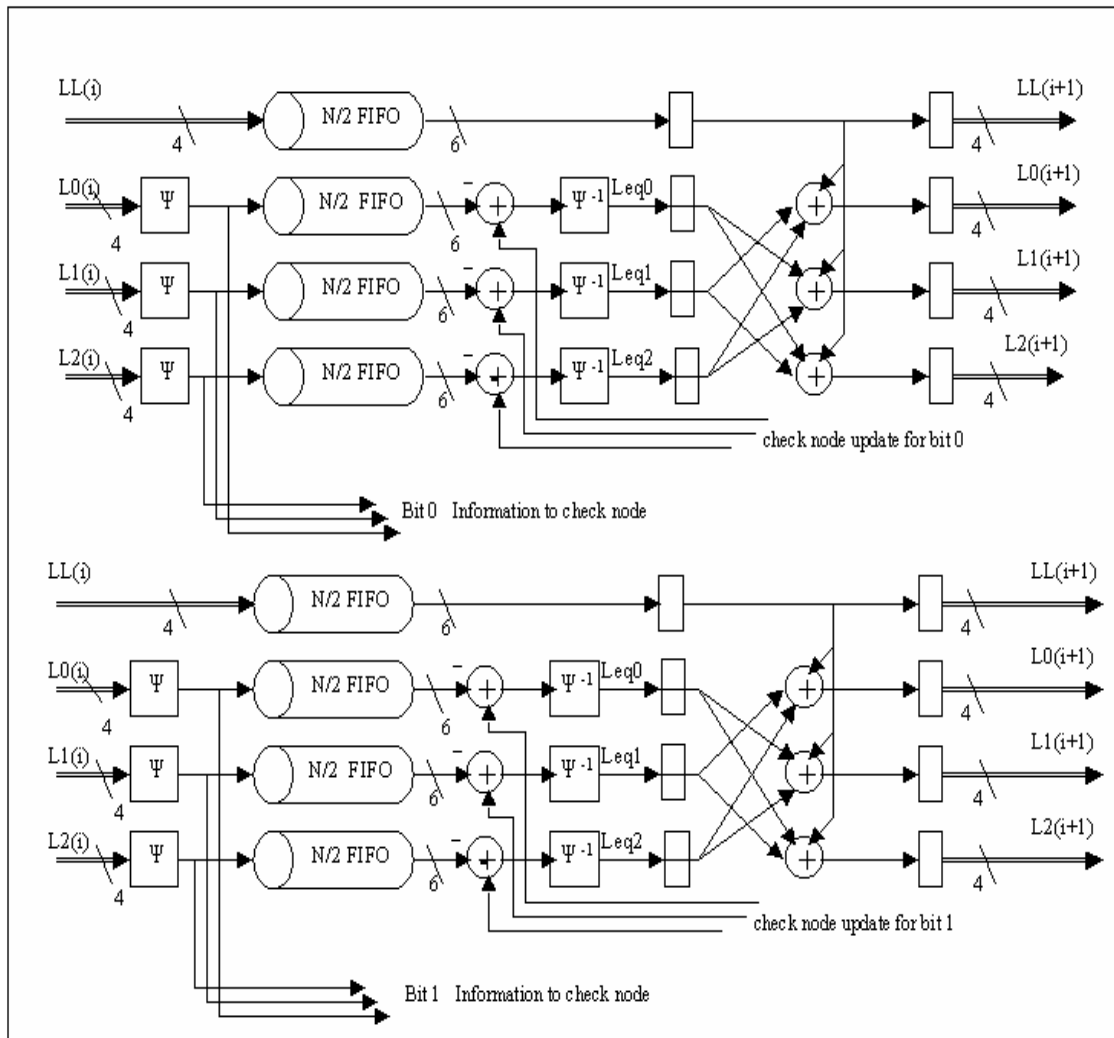 LL(i)
4
N/2 FIFO
6
4
LL(i+1)
L0(i)
4
Ψ
N/2 FIFO
6
-
+
Ψ -1
Leq0
+
4
L0(i+1)
L1(i)
4
Ψ
N/2 FIFO
6
-
+
Ψ -1
Leq1
+
4
L1(i+1)
L2(i)
4
Ψ
N/2 FIFO
6
-
Ψ -1
Leq2
+
4
L2(i+1)
check node update for bit 0
Bit 0 Information to check node
LL(i)
4
N/2 FIFO
6
4
LL(i+1)
L0(i)
4
Ψ
N/2 FIFO
6
-
+
Ψ -1
Leq0
+
4
L0(i+1)
L1(i)
4
Ψ
N/2 FIFO
6
-
+
Ψ -1
Leq1
+
4
L1(i+1)
L2(i)
4
Ψ
N/2 FIFO
6
-
Ψ -1
Leq2
+
4
L2(i+1)
check node update for bit 1
Bit 1 Information to check node